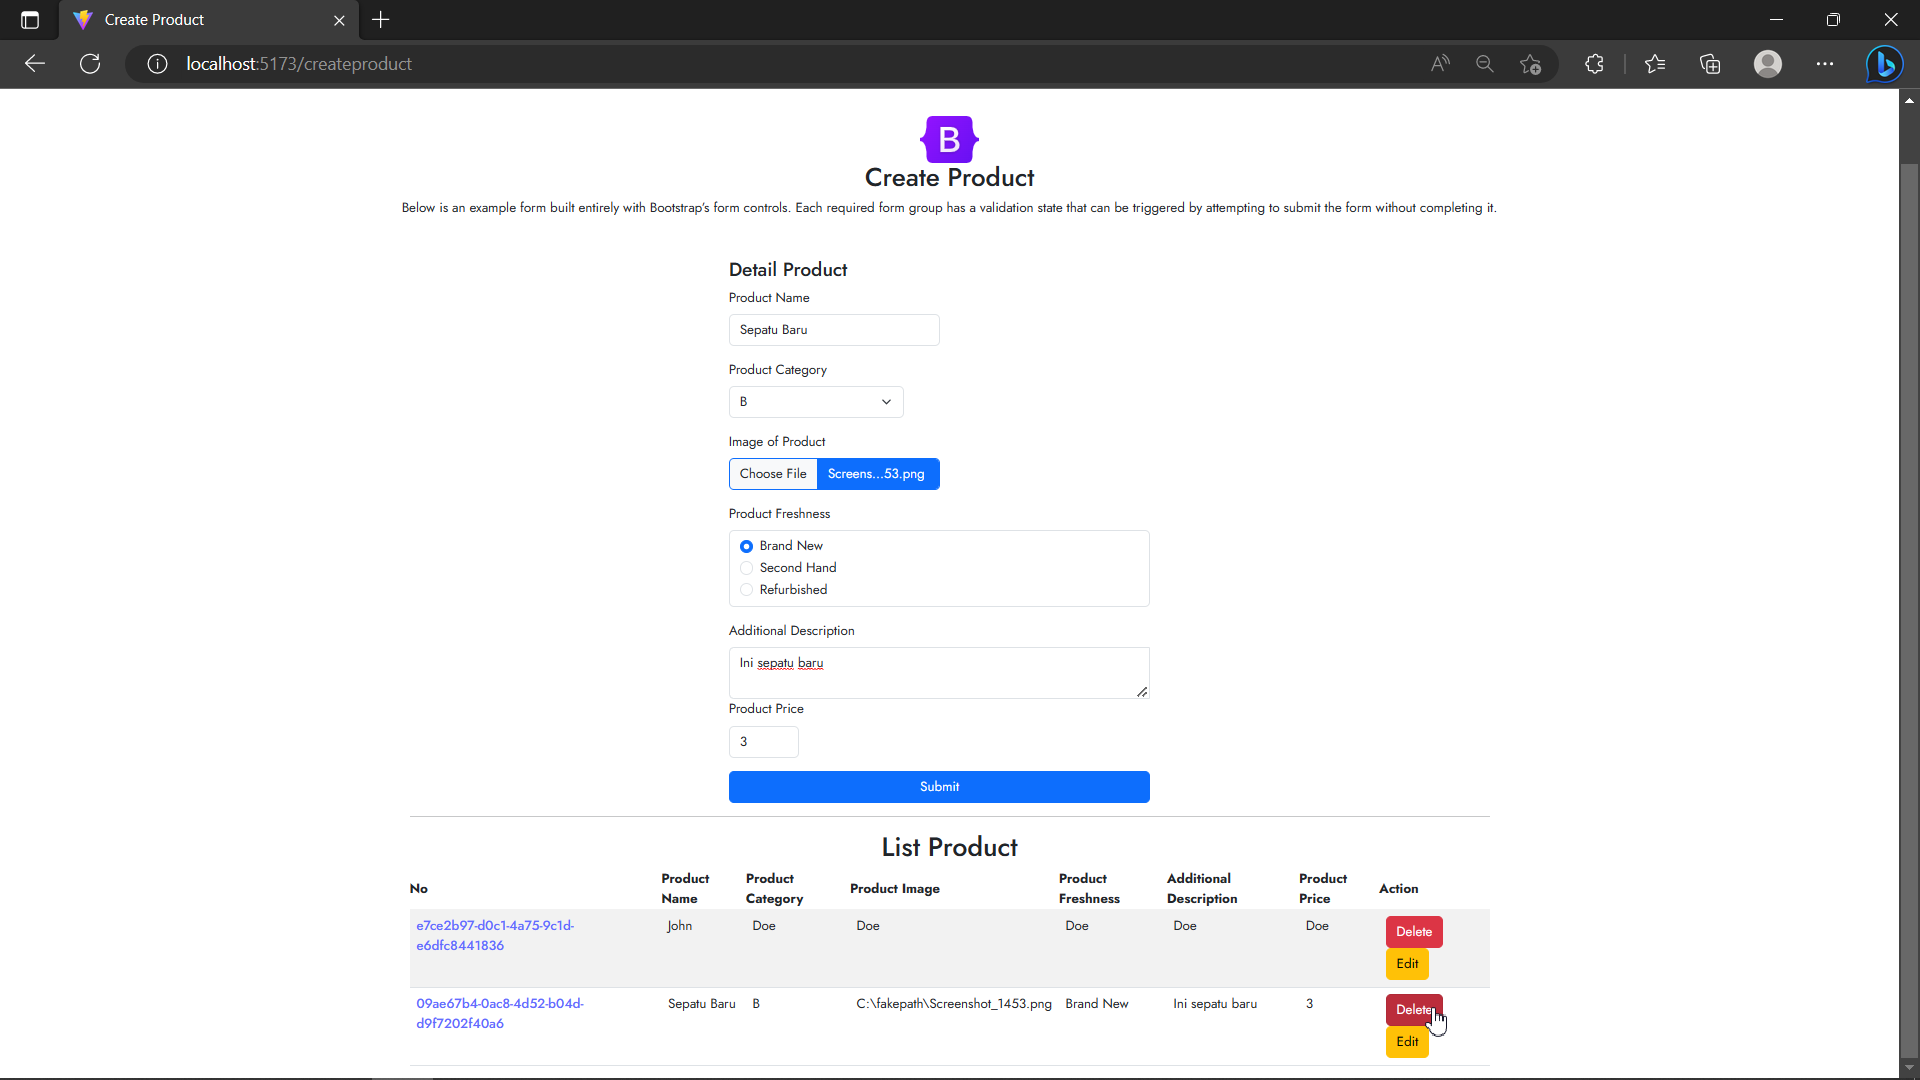 Create Product
localhost:5173/createproduct
B
Create Product
Below is an example form built entirely with Bootstrap's form controls. Each required form group has a validation state that can be triggered by attempting to submit the form without completing it.
Detail Product
Product Name
Sepatu Baru
Product Category
B
Image of Product
Choose File Screens...53.png
Product Freshness
Brand New
Second Hand
Refurbished
Additional Description
Ini sepatu baru
Product Price
3
Submit
List Product
No Product Name Product Category Product Image Product Freshness Additional Description Product Price Action
e7ce2b97-d0c1-4a75-9c1d- John Doe Doe Doe Doe Doe Delete
e6dfc8441836
Edit
09ae67b4-0ac8-4d52-b04d- Sepatu Baru B C:\fakepath\Screenshot_1453.png Brand New Ini sepatu baru 3 Delete
d9f7202f40a6
Edit